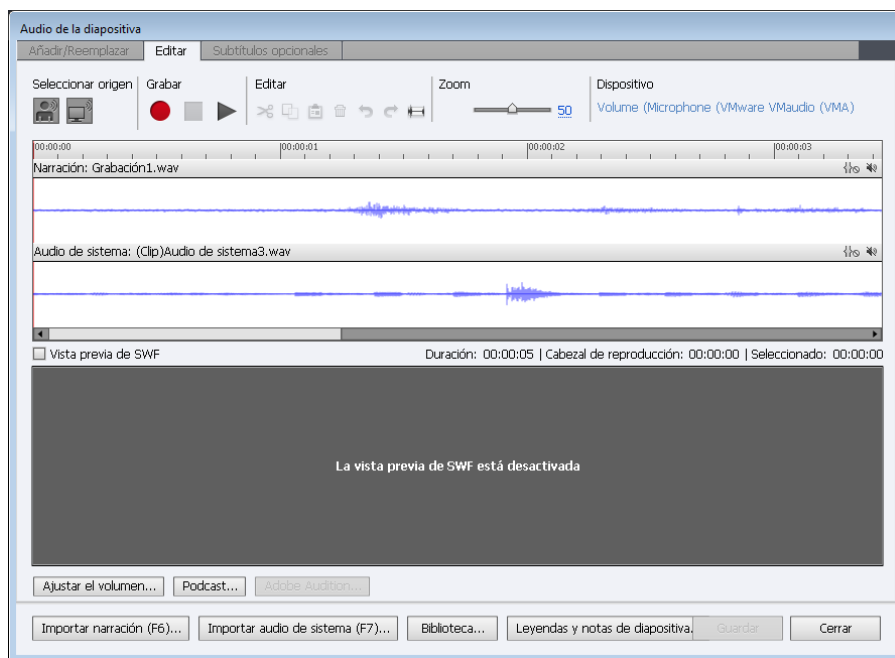 Audio de la diapositiva
Añadir/Reemplazar Editar Subtítulos opcionales
Seleccionar origen Grabar Editar Zoom Dispositivo
50 Volume (Microphone (VMware VMaudio (VMA)
00:00:00 00:00:01 00:00:02 00:00:03
Narración: Grabación1.wav
Audio de sistema: (Clip)Audio de sistema3.wav
Vista previa de SWF Duración: 00:00:05 | Cabezal de reproducción: 00:00:00 | Seleccionado: 00:00:00
La vista previa de SWF está desactivada
Ajustar el volumen... Podcast... Adobe Audition...
Importar narración (F6)... Importar audio de sistema (F7)... Biblioteca... Leyendas y notas de diapositiva. Guardar Cerrar